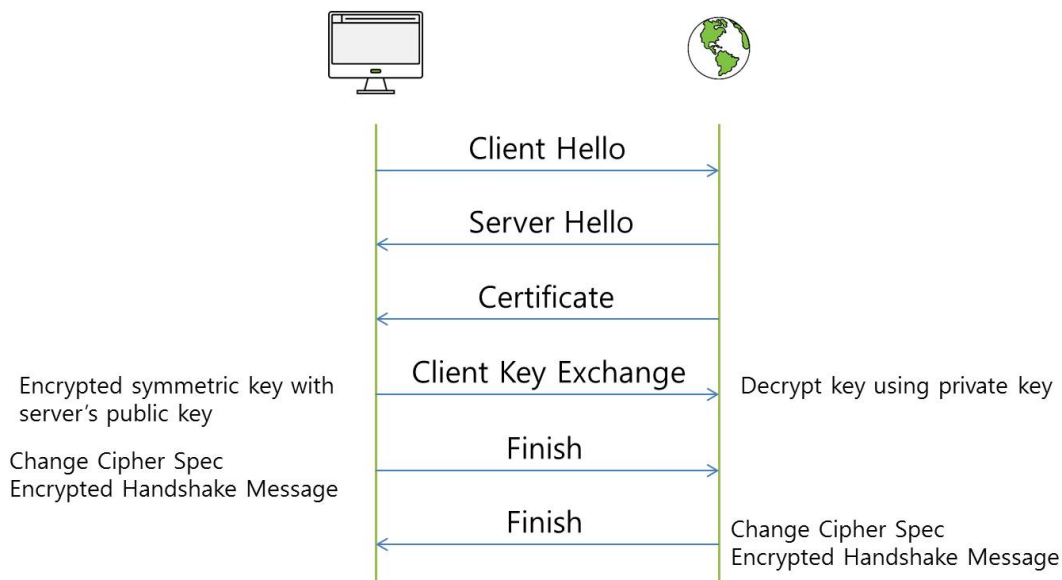 Client Hello
Server Hello
Certificate
Client Key Exchange
Encrypted symmetric key with
server's public key
Decrypt key using private key
Finish
Change Cipher Spec
Encrypted Handshake Message
Finish
Change Cipher Spec
Encrypted Handshake Message